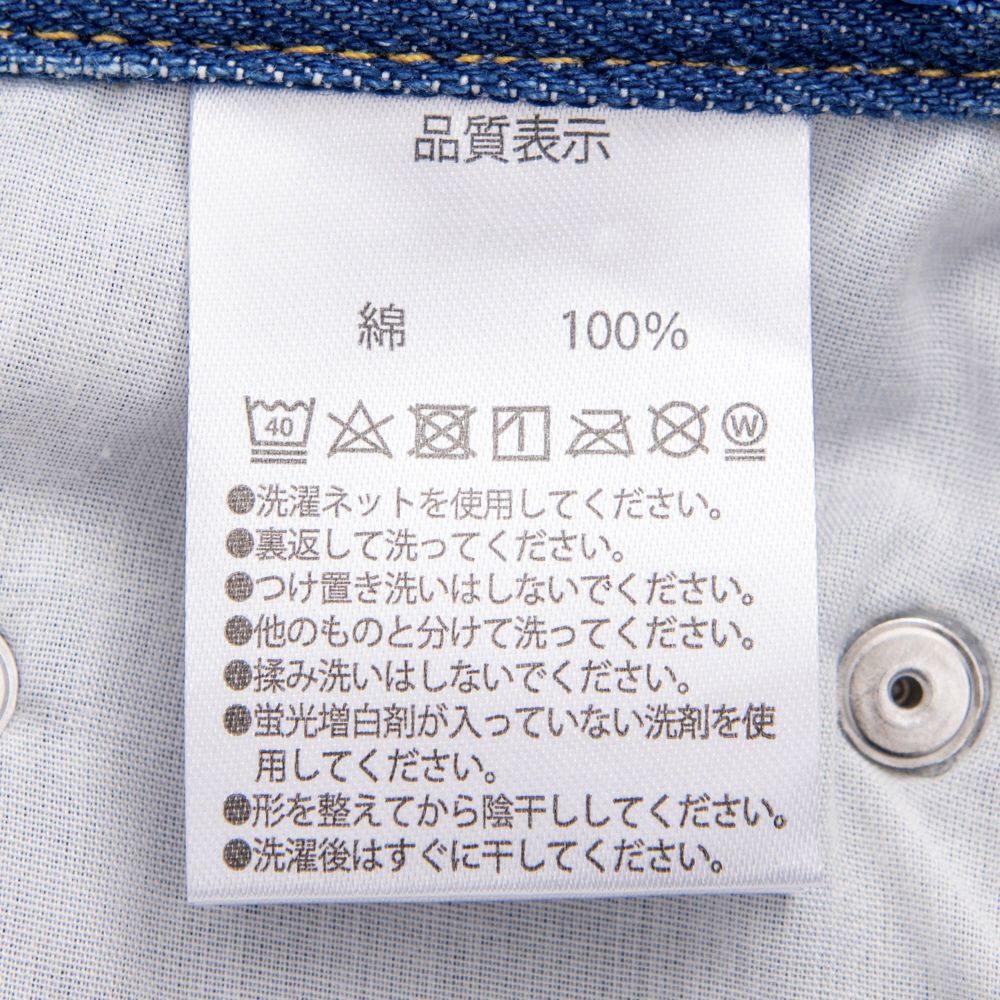 品質表示
綿 100%
40 W
●洗濯ネットを使用してください。
●裏返して洗ってください。
●つけ置き洗いはしないでください。
●他のものと分けて洗ってください。
●揉み洗いはしないでください。
●蛍光増白剤が入っていない洗剤を使
用してください。
●形を整えてから陰干ししてください。
●洗濯後はすぐに干してください。